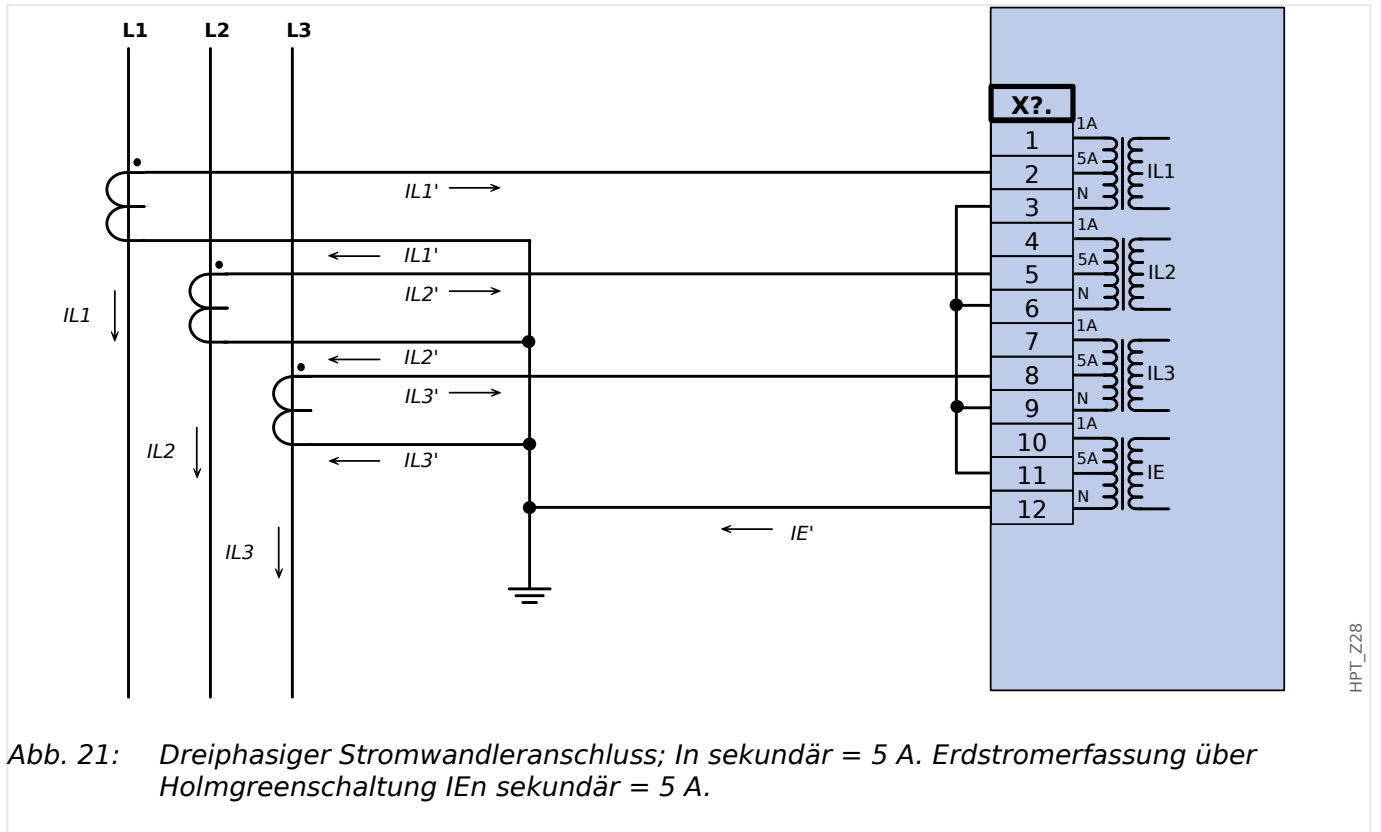 L1 L2 L3
X?.
1 1A
2 5A IL1
3 N
4 1A
5 5A IL2
6 N
7 1A
8 5A IL3
9 N
10 1A
11 5A IE
12 N
IL1'
IL1'
IL2'
IL1
IL2'
IL3'
IL2
IL3'
IE'
IL3
HPT_Z28
Abb. 21: Dreiphasiger Stromwandleranschluss; In sekundär = 5 A. Erdstromerfassung über
Holmgreenschaltung IEn sekundär = 5 A.